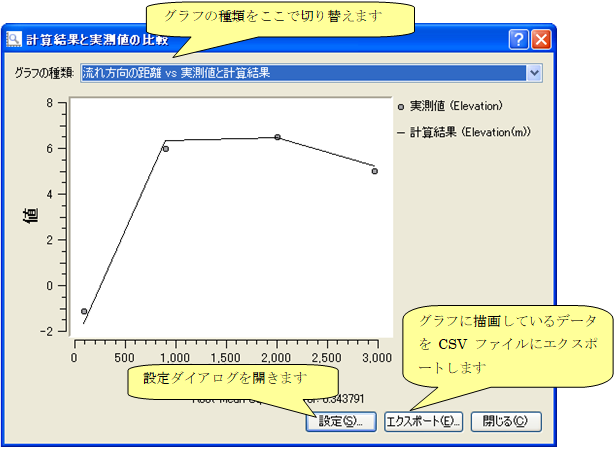 グラフの種類をここで切り替えます
計算結果と実測値の比較
グラフの種類:
流れ方向の距離 vs 実測値と計算結果
実測値 (Elevation)
計算結果 (Elevation(m))
値
8
6
4
2
0
-2
0
500
1,000
1,500
2,000
2,500
3,000
グラフに描画しているデータ
を CSV ファイルにエクスポ
ートします
設定ダイアログを開きます
設定(S)...
エクスポート(E)...
閉じる(C)